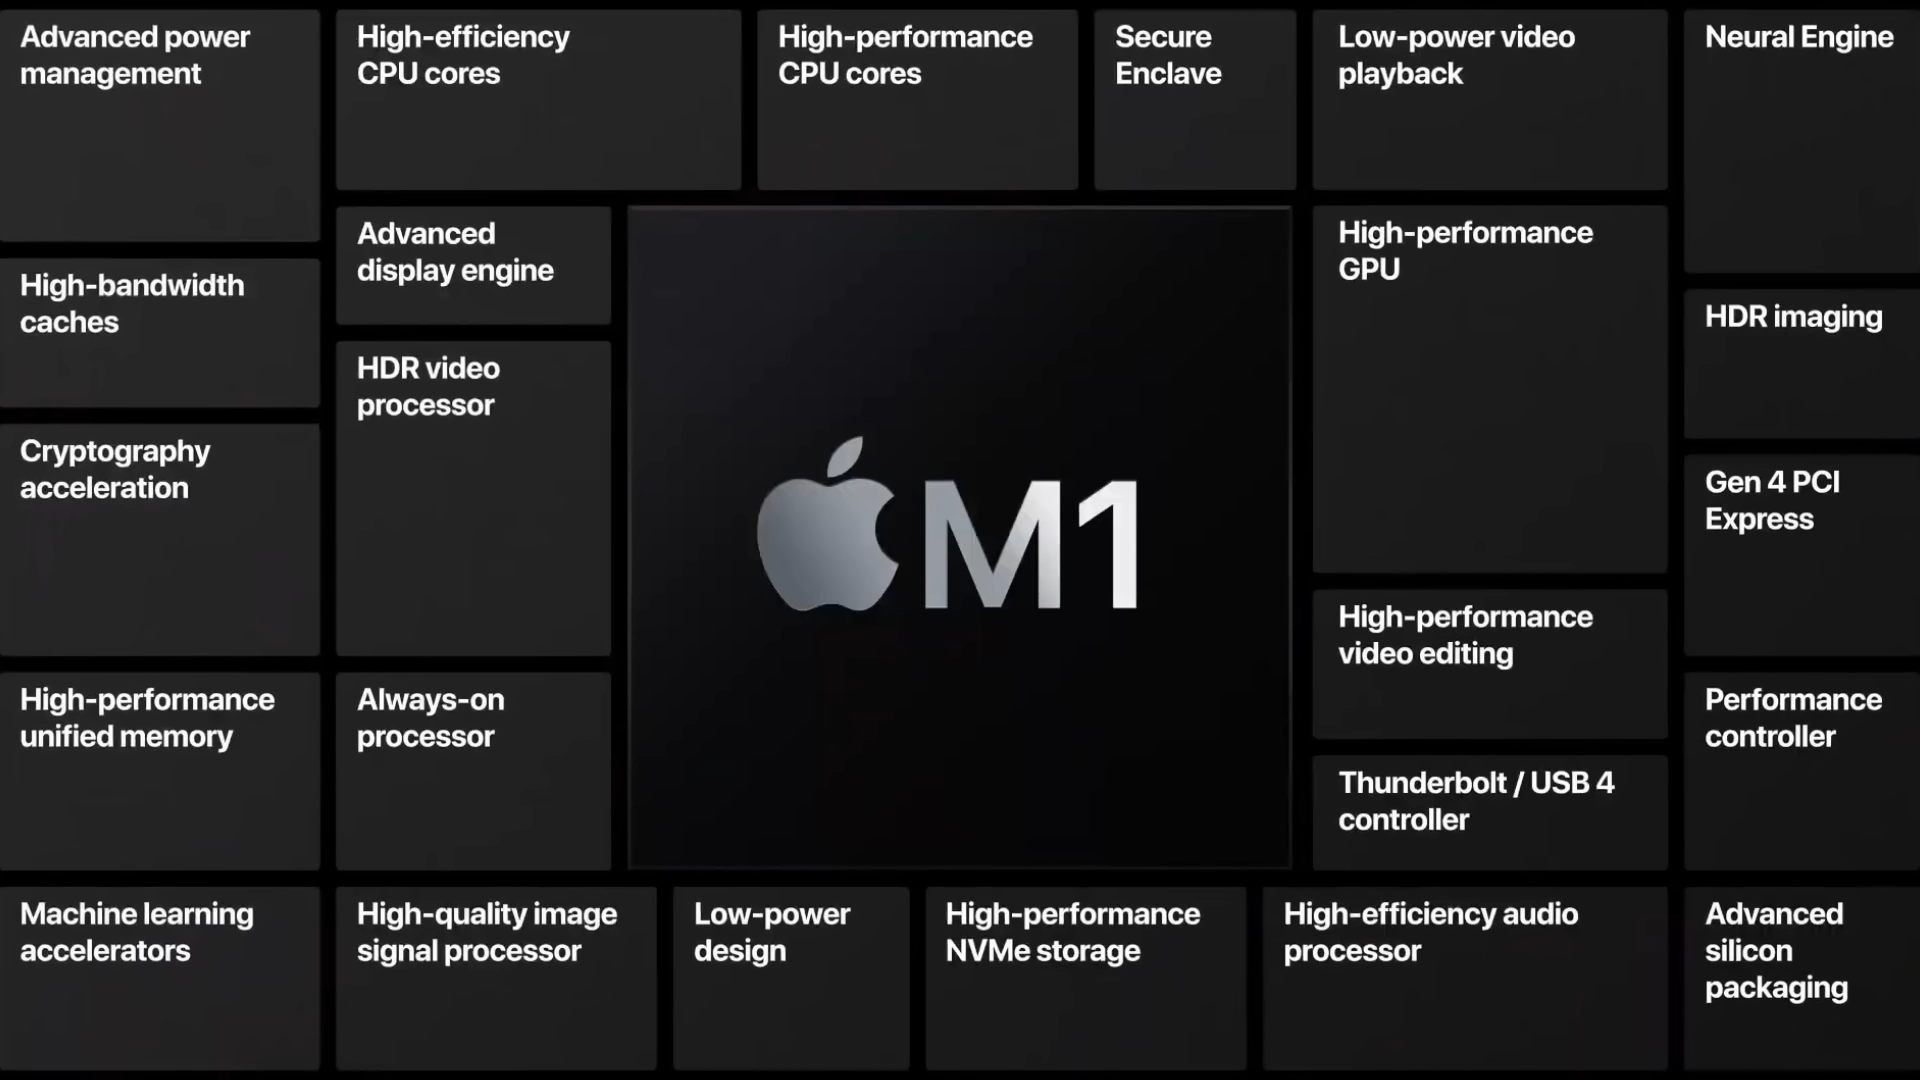 Advanced power
management
High-efficiency
CPU cores
High-performance
CPU cores
Secure
Enclave
Low-power video
playback
Neural Engine
High-bandwidth
caches
Advanced
display engine
High-performance
GPU
HDR imaging
Cryptography
acceleration
HDR video
processor
M1
Gen 4 PCI
Express
High-performance
unified memory
Always-on
processor
High-performance
video editing
Performance
controller
Thunderbolt / USB 4
controller
Machine learning
accelerators
High-quality image
signal processor
Low-power
design
High-performance
NVMe storage
High-efficiency audio
processor
Advanced
silicon
packaging